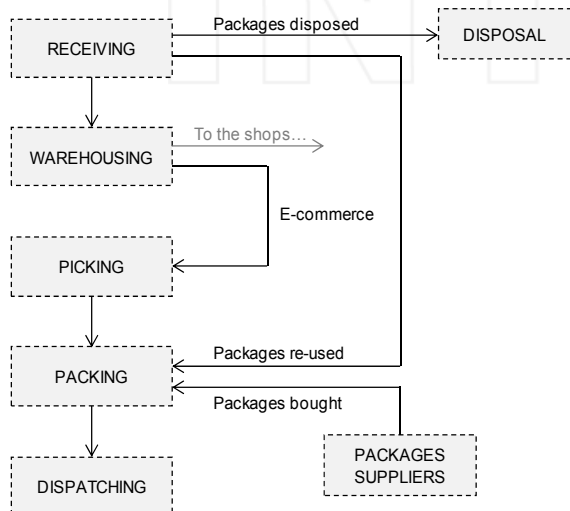 Packages disposed
RECEIVING
DISPOSAL
To the shops…
WAREHOUSING
E-commerce
PICKING
Packages re-used
PACKING
Packages bought
PACKAGES
SUPPLIERS
DISPATCHING